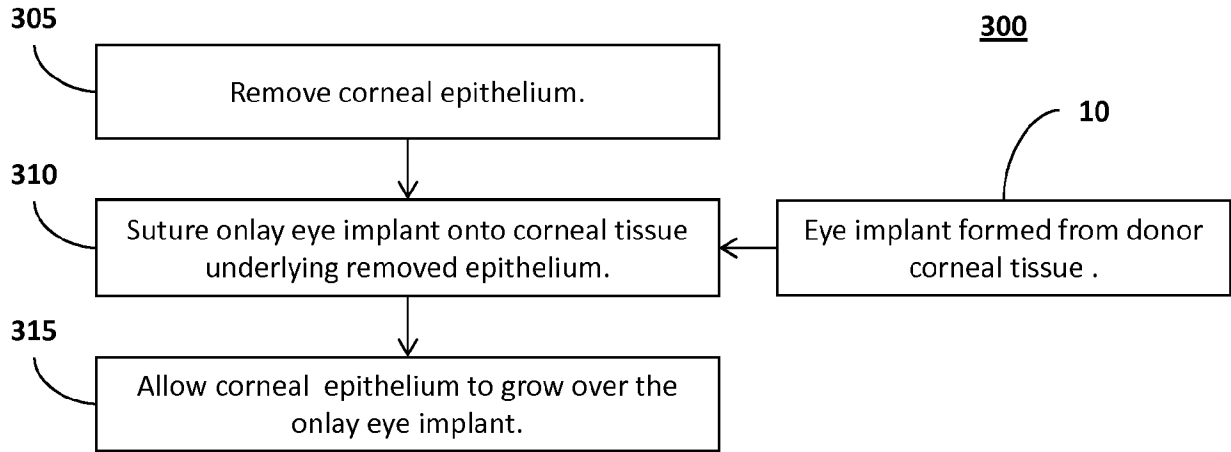 305
300
Remove corneal epithelium.
10
310
Suture onlay eye implant onto corneal tissue
underlying removed epithelium.
Eye implant formed from donor
corneal tissue .
315
Allow corneal epithelium to grow over the
onlay eye implant.